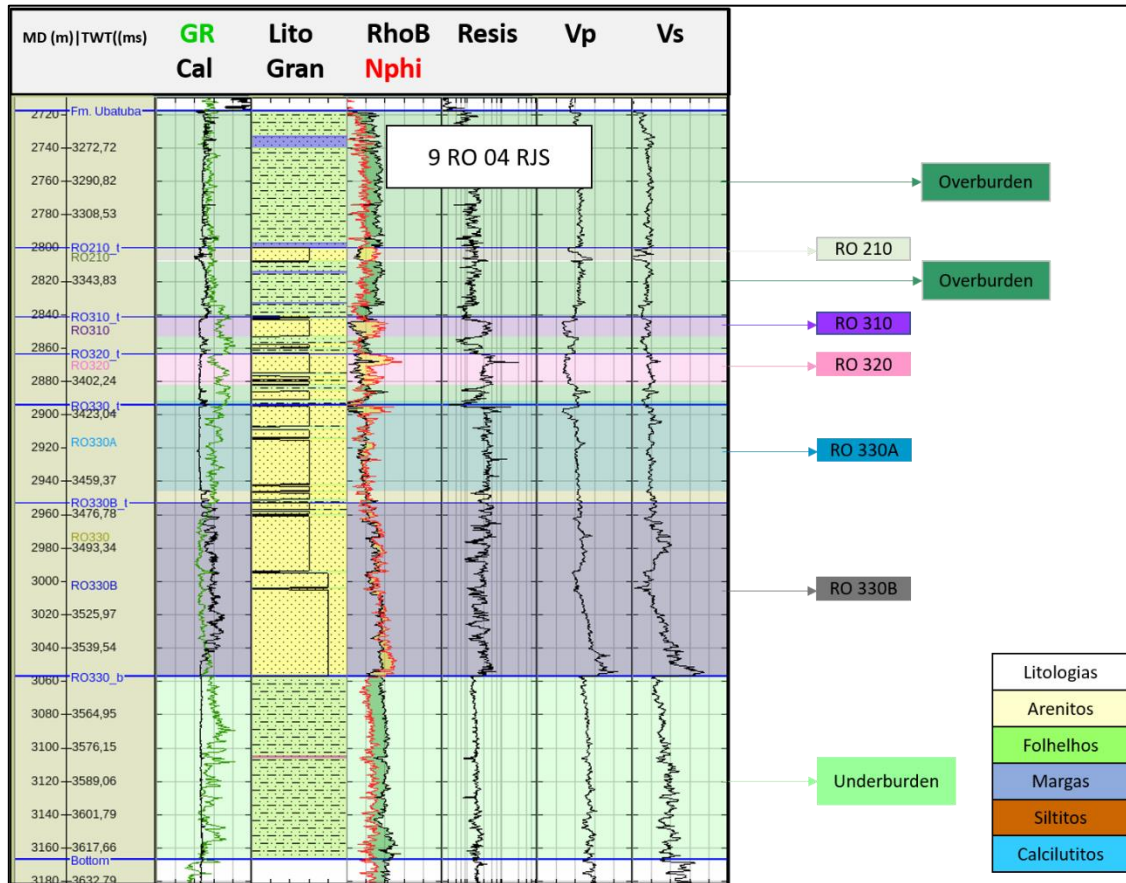 MD (m)|TWT((ms)
GR
Cal
Lito
Gran
RhoB
Nphi
Resis
Vp
Vs
9 RO 04 RJS
2720
Fm. Ubatuba
2740 3272,72
2760 3290,82
2780 3308,53
2800 RO210_t
RO210
2820 3343,83
2840 RO310_t
RO310
2860 RO320_t
RO320
2880 3402,24
RO330_t
2900 3423,04
2920 RO330A
2940 3459,37
RO330B_t
2960 3476,78
RO330
2980 3493,34
3000 RO330B
3020 3525,97
3040 3539,54
3060 RO330_b
3080 3564,95
3100 3576,15
3120 3589,06
3140 3601,79
3160 3617,66
Bottom
3180 3632,79
Overburden
RO 210
Overburden
RO 310
RO 320
RO 330A
RO 330B
Underburden
Litologias
Arenitos
Folhelhos
Margas
Siltitos
Calcilutitos